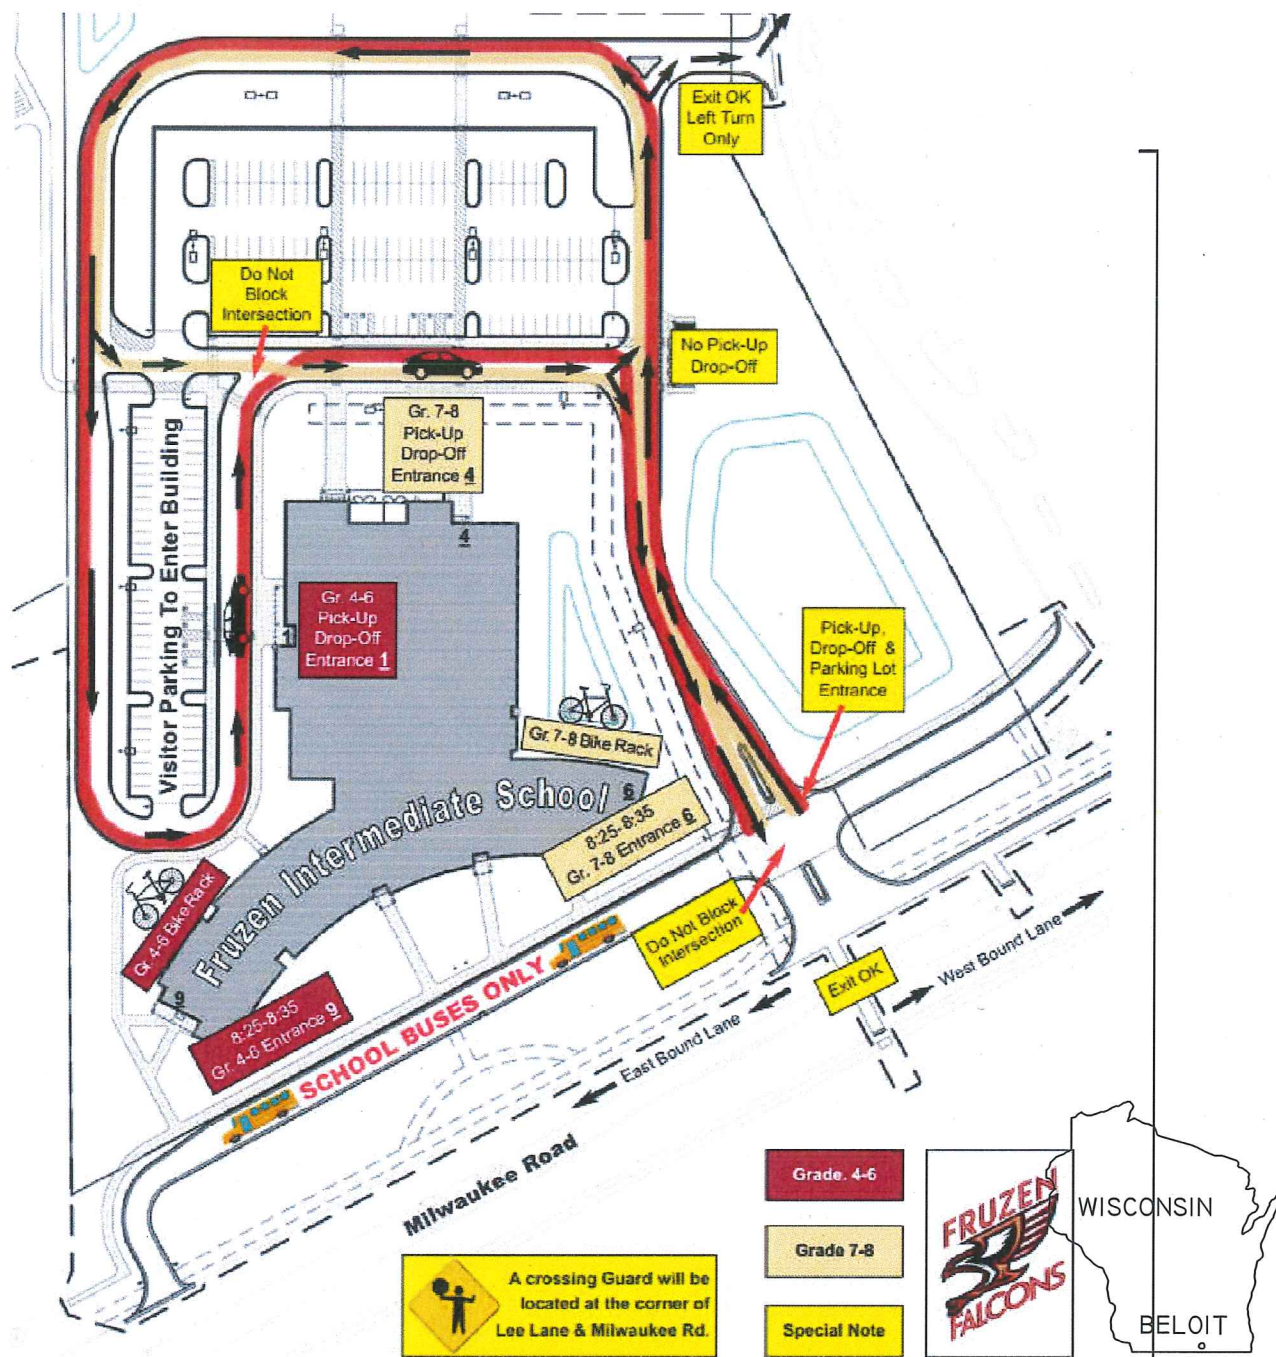 Exit OK
Left Turn
Only
Do Not
Block
Intersection
No Pick-Up
Drop-Off
Gr. 7-8
Pick-Up
Drop-Off
Entrance 4
4
Visitor Parking To Enter Building
Gr. 4-6
Pick-Up
Drop-Off
Entrance 1
1
Pick-Up,
Drop-Off &
Parking Lot
Entrance
Gr. 7-8 Bike Rack
6
Fruzen Intermediate School
8:25-8:35
Gr. 7-8 Entrance 6
Gr. 4-6 Bike Rack
9
8:25-8:35
Gr. 4-6 Entrance 9
SCHOOL BUSES ONLY
Do Not Block
Intersection
Exit OK
West Bound Lane
East Bound Lane
Milwaukee Road
A crossing Guard will be
located at the corner of
Lee Lane & Milwaukee Rd.
Grade. 4-6
Grade 7-8
Special Note
FRUZEN
FALCONS
WISCONSIN
BELOIT